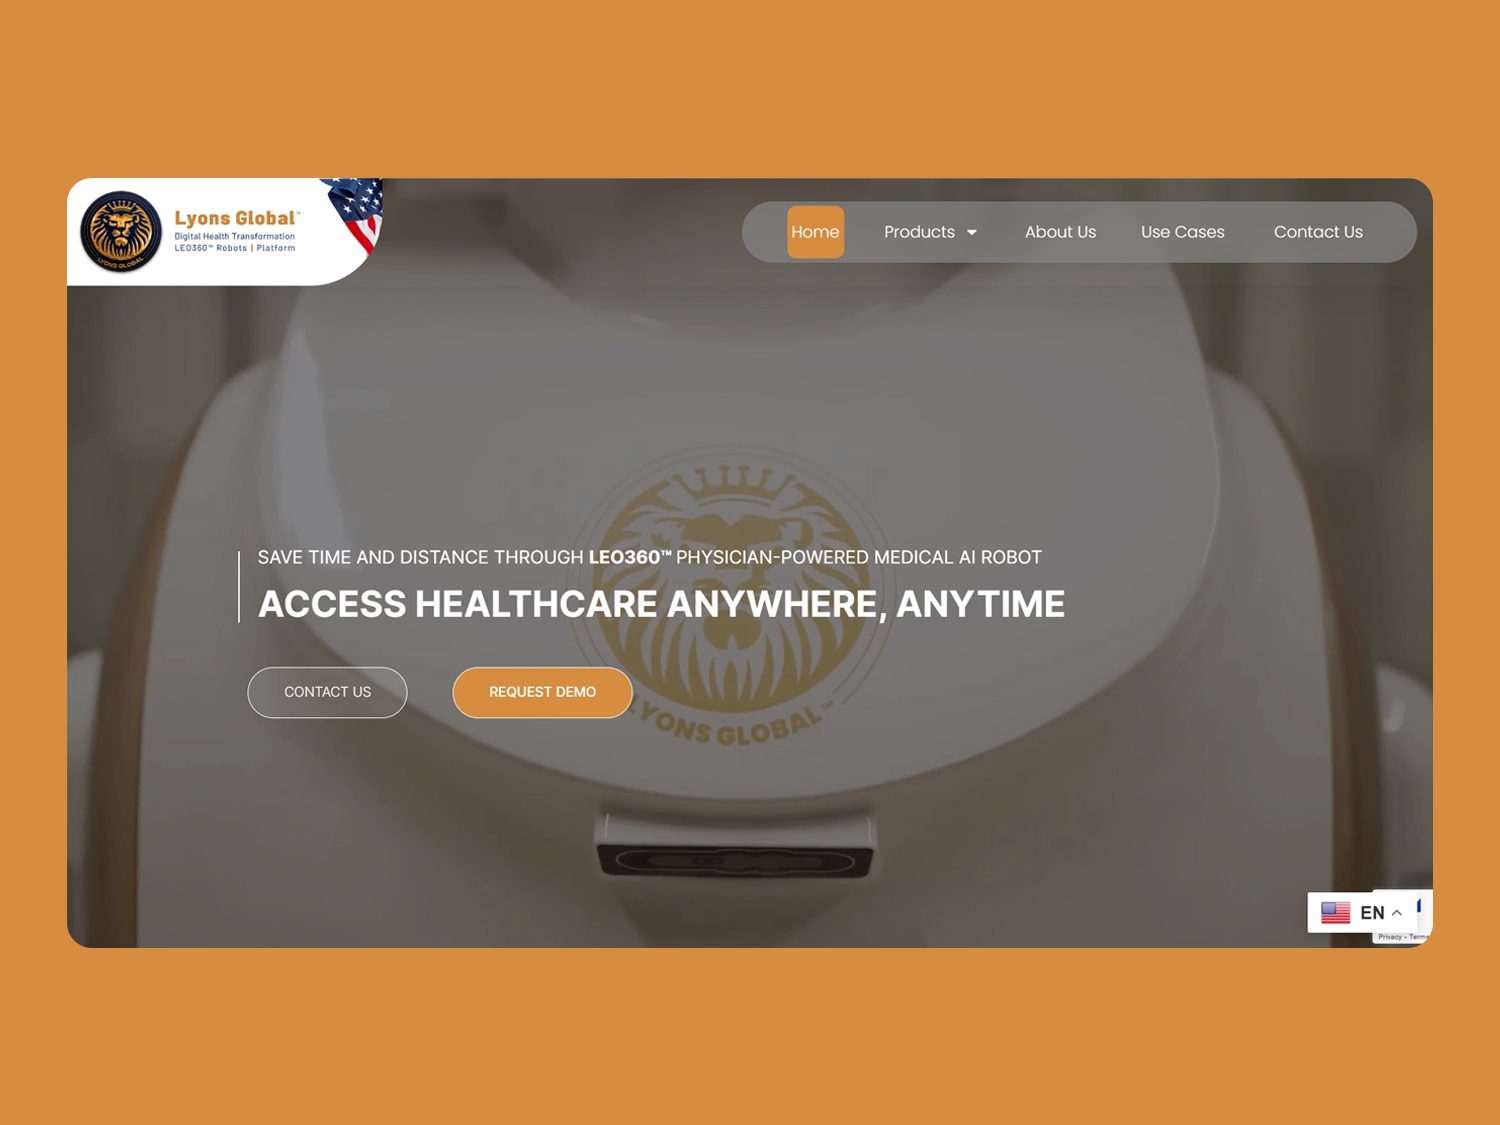 Lyons Global™
Digital Health Transformation
LEO360™ Robots | Platform
LYONS GLOBAL
Home
Products
About Us
Use Cases
Contact Us
SAVE TIME AND DISTANCE THROUGH LEO360™ PHYSICIAN-POWERED MEDICAL AI ROBOT
ACCESS HEALTHCARE ANYWHERE, ANYTIME
CONTACT US
REQUEST DEMO
LYONS GLOBAL™
EN
Privacy - Terms